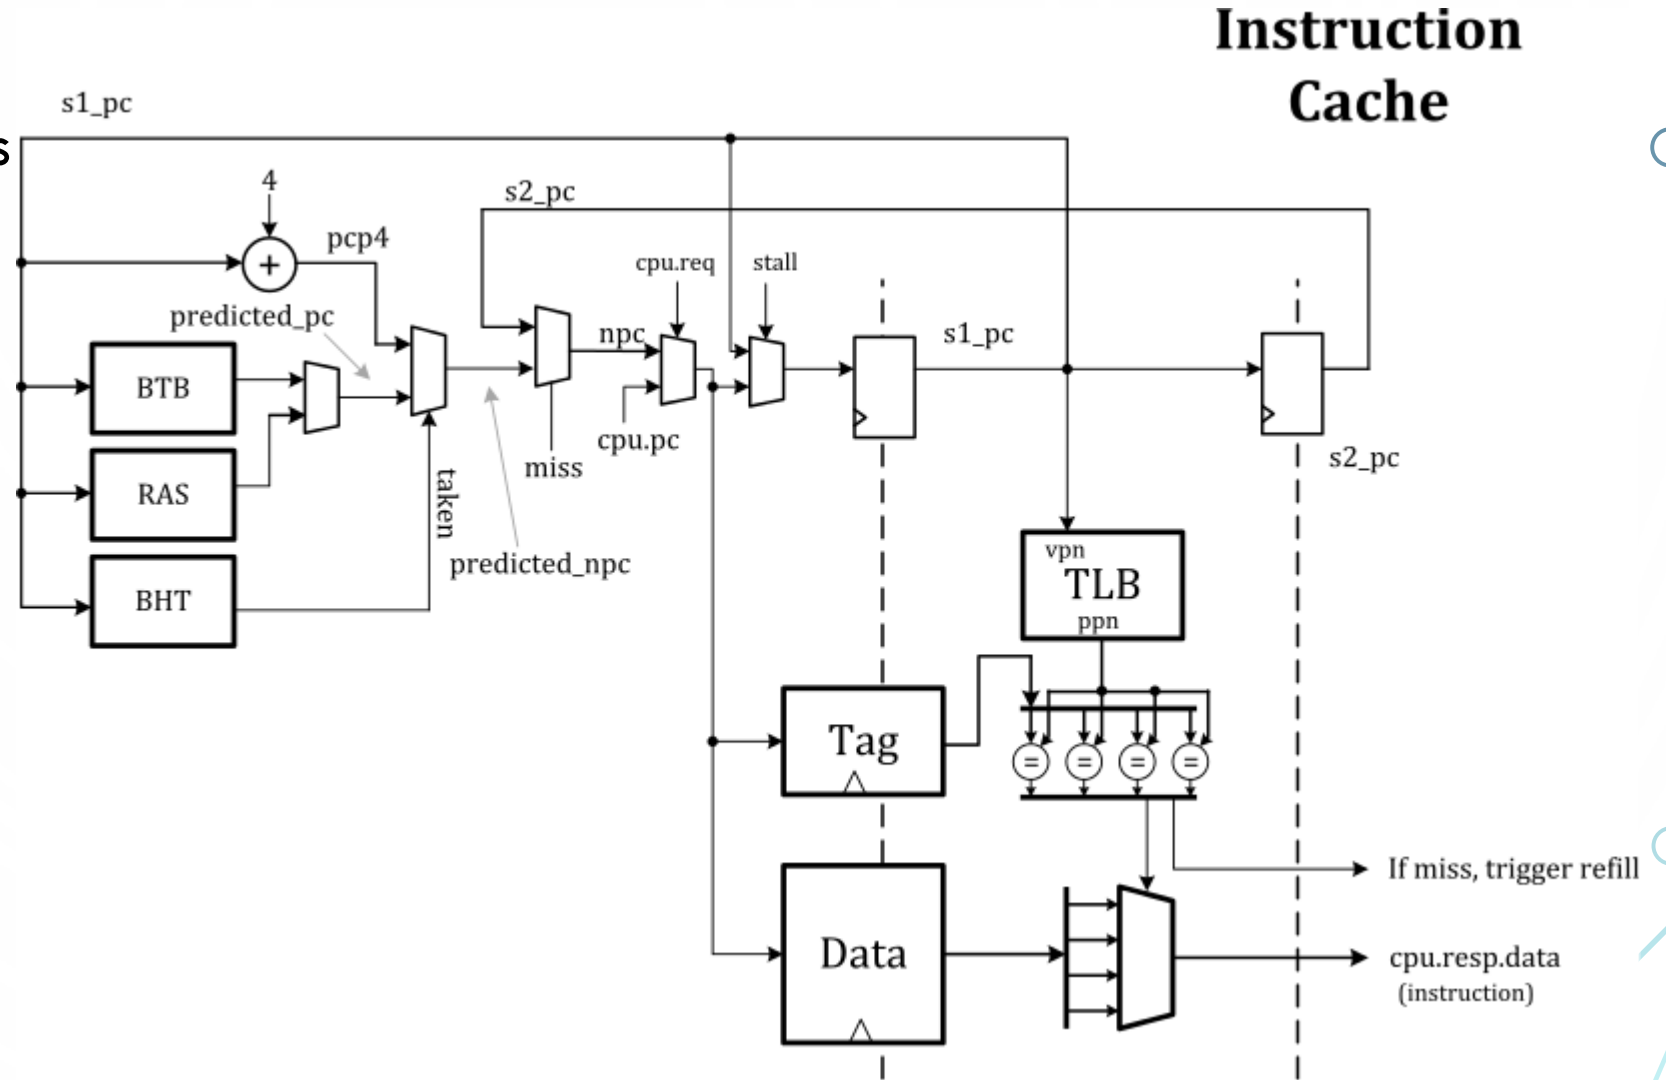 Instruction
Cache
s1_pc
s
4
s2_pc
pcp4
cpu.req
stall
predicted_pc
npc
s1_pc
BTB
cpu.pc
miss
s2_pc
RAS
taken
vpn
predicted_npc
TLB
BHT
ppn
Tag
= = = =
If miss, trigger refill
Data
cpu.resp.data
(instruction)
+